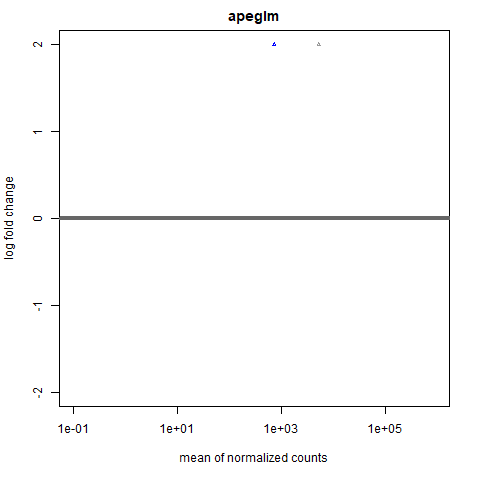 apeglm
2
1
0
-1
-2
log fold change
1e-01 1e+01 1e+03 1e+05
mean of normalized counts